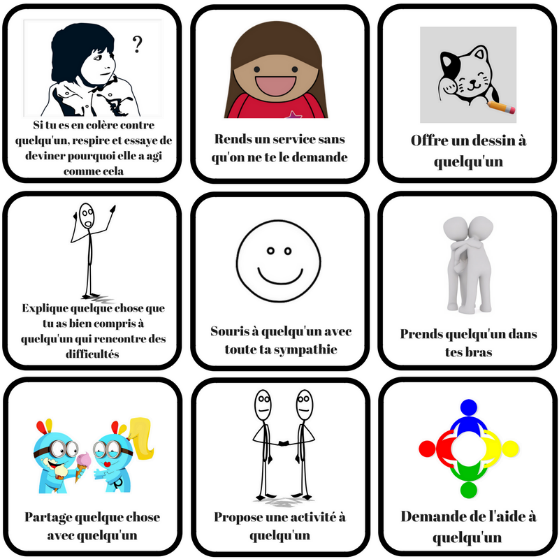 ?
Si tu es en colère contre
quelqu'un, respire et essaye de
deviner pourquoi elle a agi
comme cela
Rends un service sans
qu'on ne te le demande
Offre un dessin à
quelqu'un
Explique quelque chose que
tu as bien compris à
quelqu'un qui rencontre des
difficultés
Souris à quelqu'un avec
toute ta sympathie
Prends quelqu'un dans
tes bras
Partage quelque chose
avec quelqu'un
Propose une activité à
quelqu'un
Demande de l'aide à
quelqu'un